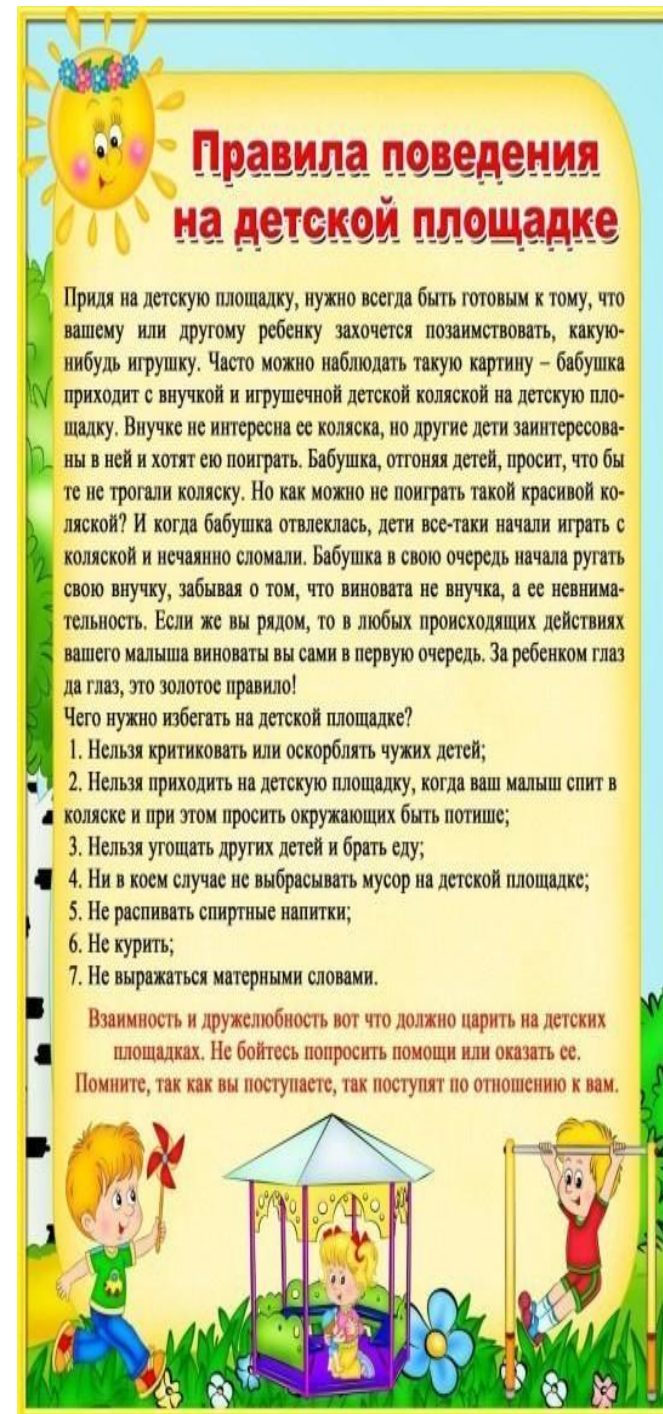 Правила поведения
на детской площадке
Придя на детскую площадку, нужно всегда быть готовым к тому, что
вашему или другому ребенку захочется позаимствовать, какую-
нибудь игрушку. Часто можно наблюдать такую картину – бабушка
приходит с внучкой и игрушечной детской коляской на детскую пло-
щадку. Внучке не интересна ее коляска, но другие дети заинтересова-
ны в ней и хотят ею поиграть. Бабушка, отгоняя детей, просит, что бы
те не трогали коляску. Но как можно не поиграть такой красивой ко-
ляской? И когда бабушка отвлеклась, дети все-таки начали играть с
коляской и нечаянно сломали. Бабушка в свою очередь начала ругать
свою внучку, забывая о том, что виновата не внучка, а ее невнима-
тельность. Если же вы рядом, то в любых происходящих действиях
вашего малыша виноваты вы сами в первую очередь. За ребенком глаз
да глаз, это золотое правило!
Чего нужно избегать на детской площадке?
1. Нельзя критиковать или оскорблять чужих детей;
2. Нельзя приходить на детскую площадку, когда ваш малыш спит в
коляске и при этом просить окружающих быть потише;
3. Нельзя угощать других детей и брать еду;
4. Ни в коем случае не выбрасывать мусор на детской площадке;
5. Не распивать спиртные напитки;
6. Не курить;
7. Не выражаться матерными словами.
Взаимность и дружелюбность вот что должно царить на детских
площадках. Не бойтесь попросить помощи или оказать ее.
Помните, так как вы поступаете, так поступят по отношению к вам.